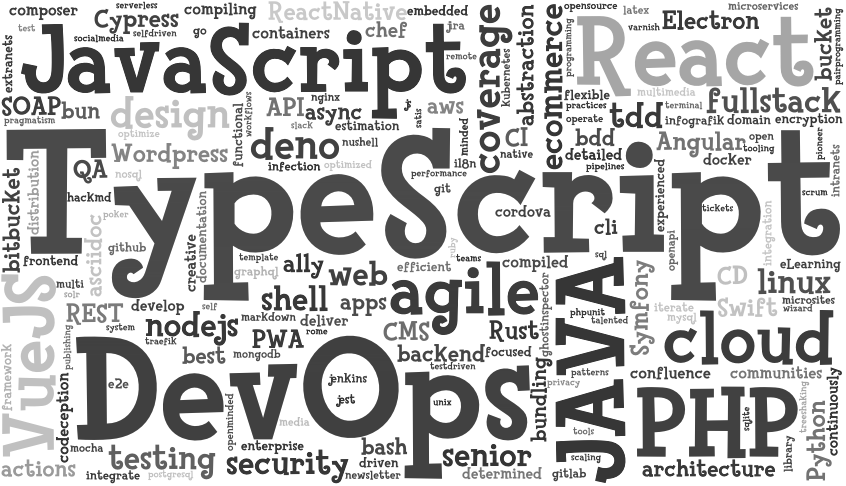 composer
serverless
compiling
ReactNative
embedded
opensource
latex
microservices
test
Cypress
selfdriven
socialmedia
go
containers
chef
jra
varnish
Electron
bucket
pairprogramming
extranets
JavaScript
remote
coverage
kubernetes
abstraction
ecommerce
programming
React
SOAP
bun
design
API
nginx
async
aws
flexible
multimedia
fullstack
pragmatism
optimize
functional
workflows
slack
estimation
satis
minded
practices
terminal
operate
tdd
infografik
domain
encryption
Wordpress
deno
nushell
CI
native
bdd
detailed
pipelines
Angular
open
tooling
pioneer
docker
intranets
QA
nosql
infection
optimized
performance
i18n
git
bitbucket
distribution
hackmd
TypeScript
experienced
scrum
poker
cordova
cli
tickets
asciidoc
github
creative
documentation
ruby
sql
openapi
integration
frontend
template
graphql
ally
web
efficient
teams
compiled
eLearning
multi
solr
shell
apps
agile
ghostinspector
Symfony
CD
linux
REST
develop
self
markdown
deliver
rome
CMS
Rust
phpunit
talented
iterate
mysql
Swift
microsites
wizard
VueJS
framework
publishing
system
traefik
nodejs
PWA
best
mongodb
backend
focused
testdriven
JAVA
cloud
DevOps
e2e
jenkins
jest
unix
bundling
privacy
patterns
confluence
communities
codeception
openminded
media
PHP
sqlite
treeshaking
Python
continuously
mocha
enterprise
bash
tools
library
actions
integrate
testing
postgresql
security
driven
newsletter
senior
determined
scaling
gitlab
architecture